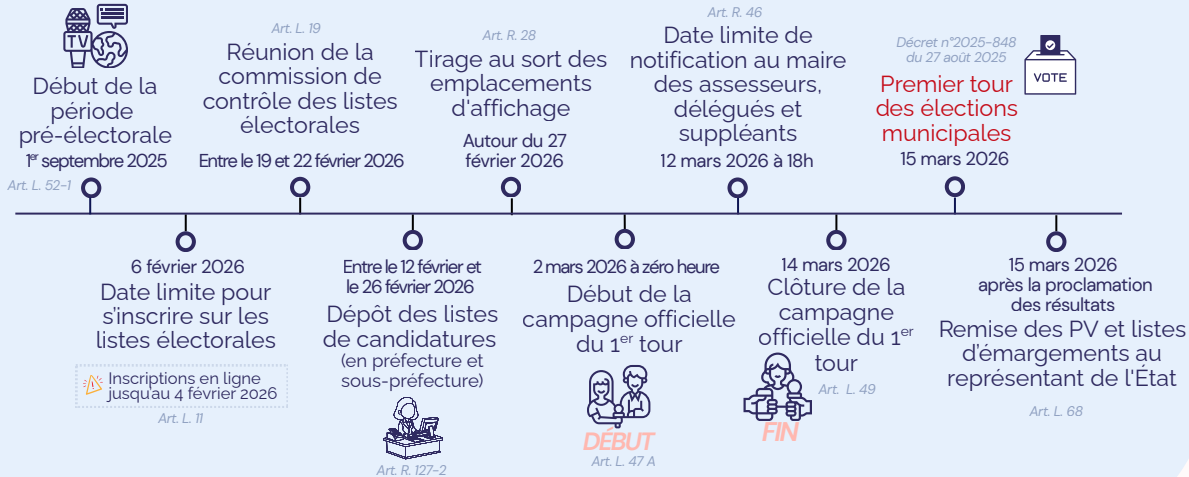 TV
Début de la
période
pré-électorale
1er septembre 2025
Art. L. 52-1
6 février 2026
Date limite pour
s'inscrire sur les
listes électorales
Inscriptions en ligne
jusqu'au 4 février 2026
Art. L. 11
Art. L. 19
Réunion de la
commission de
contrôle des listes
électorales
Entre le 19 et 22 février 2026
Entre le 12 février et
le 26 février 2026
Dépôt des listes
de candidatures
(en préfecture et
sous-préfecture)
Art. R. 127-2
Art. R. 28
Tirage au sort des
emplacements
d'affichage
Autour du 27
février 2026
2 mars 2026 à zéro heure
Début de la
campagne officielle
du 1er tour
DÉBUT
Art. L. 47 A
Art. R. 46
Date limite de
notification au maire
des assesseurs,
délégués et
suppléants
12 mars 2026 à 18h
14 mars 2026
Clôture de la
campagne
officielle du 1er
tour
Art. L. 49
FIN
Décret n°2025-848
du 27 août 2025
VOTE
Premier tour
des élections
municipales
15 mars 2026
15 mars 2026
après la proclamation
des résultats
Remise des PV et listes
d'émargements au
représentant de l'État
Art. L. 68